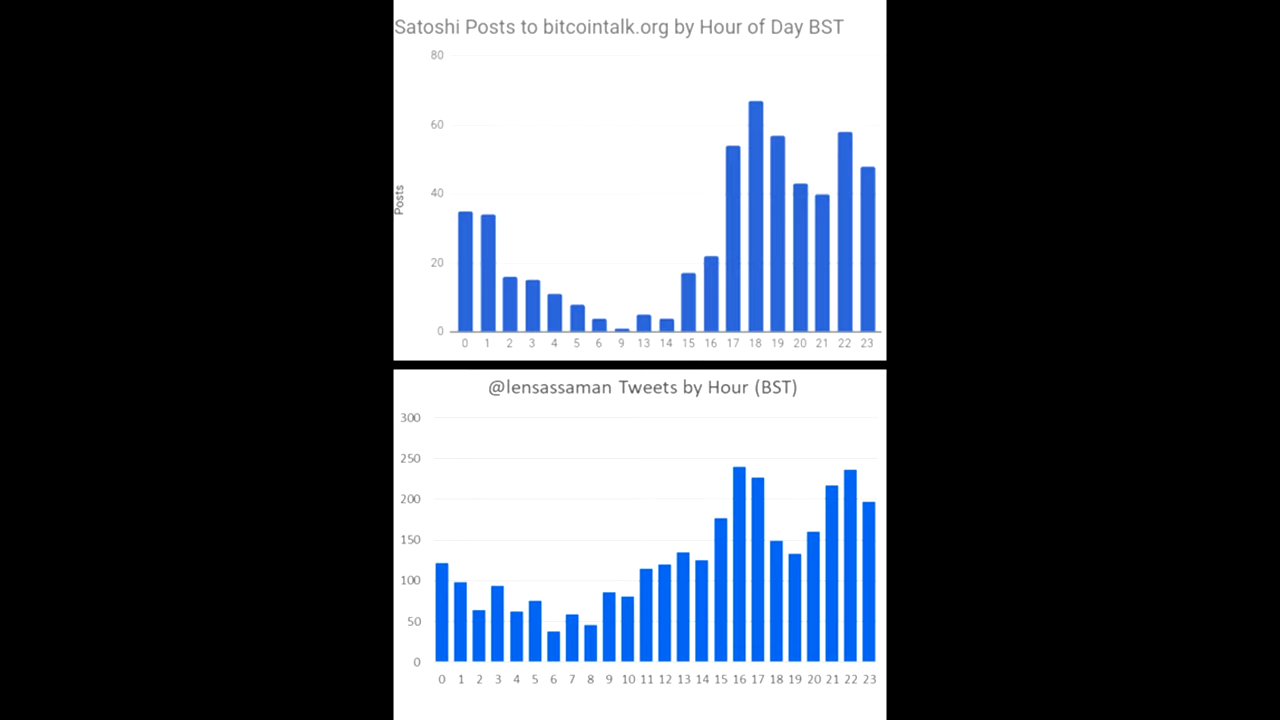 Satoshi Posts to bitcointalk.org by Hour of Day BST
80
60
40
20
0
Posts
0 1 2 3 4 5 6 9 13 14 15 16 17 18 19 20 21 22 23
@lensassaman Tweets by Hour (BST)
300
250
200
150
100
50
0
0 1 2 3 4 5 6 7 8 9 10 11 12 13 14 15 16 17 18 19 20 21 22 23